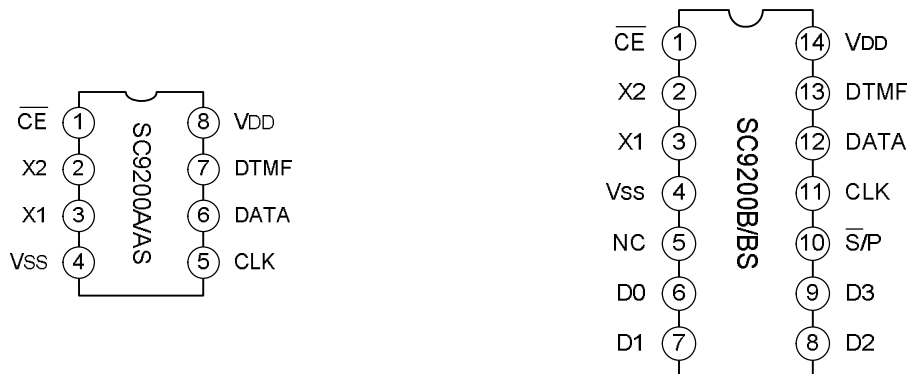 C̅E̅ 1 SC9200A/AS 8 VDD
X2 2 7 DTMF
X1 3 6 DATA
VSS 4 5 CLK
C̅E̅ 1 SC9200B/BS 14 VDD
X2 2 13 DTMF
X1 3 12 DATA
VSS 4 11 CLK
NC 5 10 S̅/P
D0 6 9 D3
D1 7 8 D2